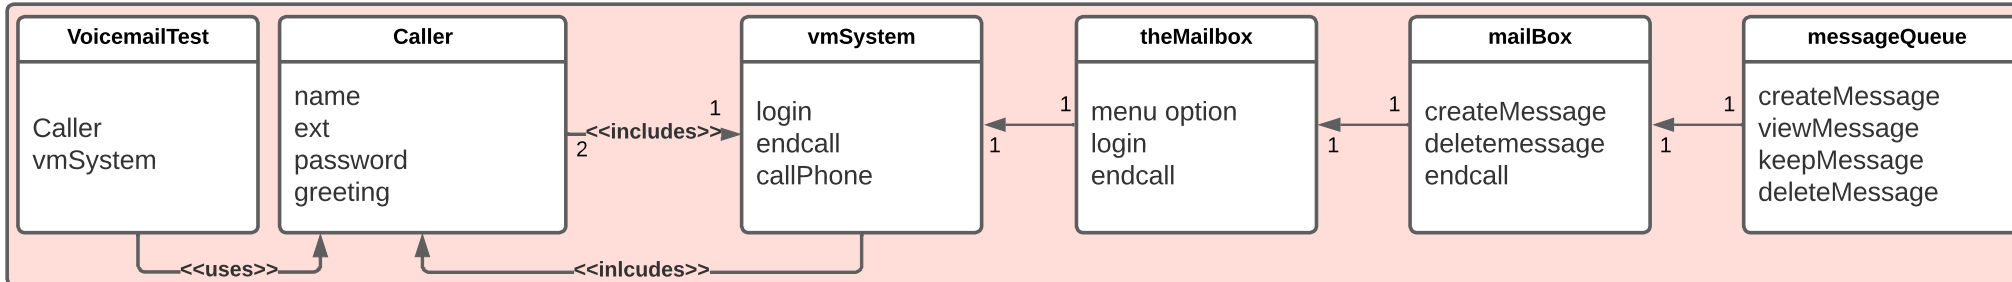 VoicemailTest
Caller
vmSystem
Caller
name
ext
password
greeting
<<uses>>
<<includes>>
2
1
<<inlcudes>>
vmSystem
login
endcall
callPhone
1
1
theMailbox
menu option
login
endcall
1
1
mailBox
createMessage
deletemessage
endcall
1
1
messageQueue
createMessage
viewMessage
keepMessage
deleteMessage